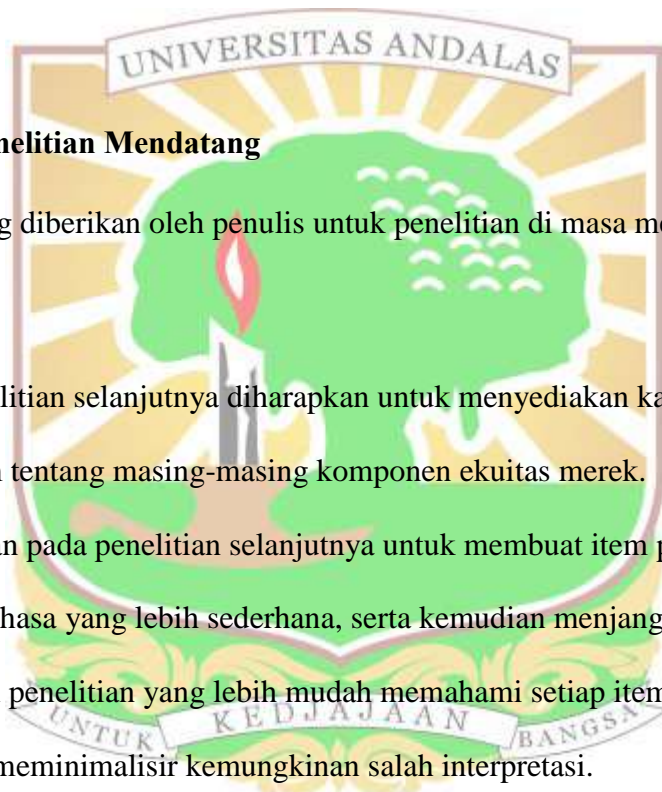 UNIVERSITAS ANDALAS
nelitian Mendatang
g diberikan oleh penulis untuk penelitian di masa me
elitian selanjutnya diharapkan untuk menyediakan ka
n tentang masing-masing komponen ekuitas merek.
an pada penelitian selanjutnya untuk membuat item p
hasa yang lebih sederhana, serta kemudian menjang
penelitian yang lebih mudah memahami setiap item
UNTUK KEDJAJAAN BANGSA
meminimalisir kemungkinan salah interpretasi.